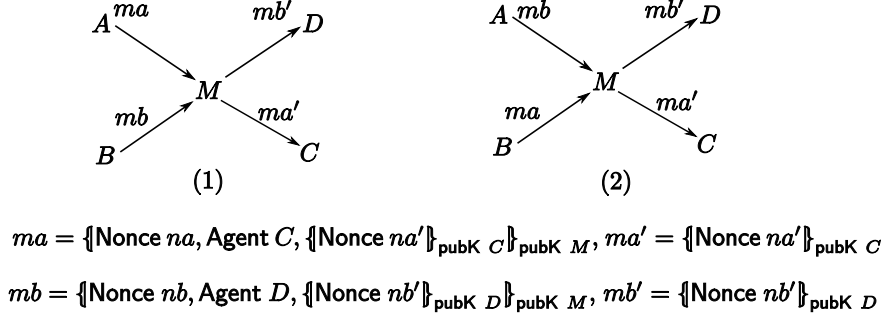 A ma mb′ D A mb mb′ D
M M
mb ma′ ma ma′
B C B C
(1) (2)
ma = {|Nonce na, Agent C, {|Nonce na′|}pubK C|}pubK M, ma′ = {|Nonce na′|}pubK C
mb = {|Nonce nb, Agent D, {|Nonce nb′|}pubK D|}pubK M, mb′ = {|Nonce nb′|}pubK D